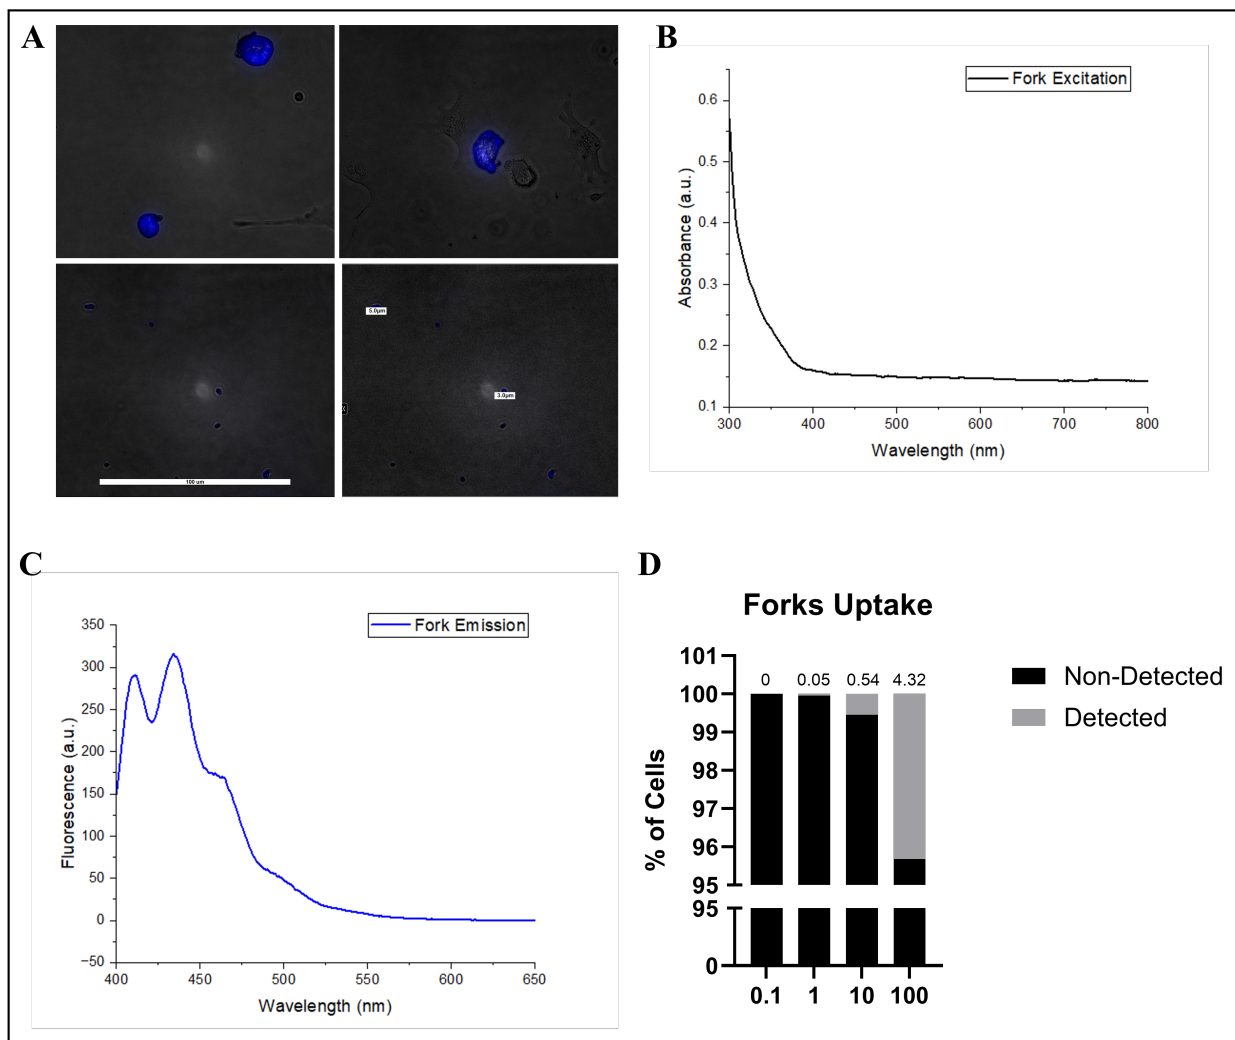 A
5.0µm
3.0µm
100 um
B
Fork Excitation
0.6
0.5
0.4
0.3
0.2
0.1
Absorbance (a.u.)
300 400 500 600 700 800
Wavelength (nm)
C
Fork Emission
350
300
250
200
150
100
50
0
−50
Fluorescence (a.u.)
400 450 500 550 600 650
Wavelength (nm)
D
Forks Uptake
101
100
99
98
97
96
95
95
0
% of Cells
0 0.05 0.54 4.32
0.1 1 10 100
Non-Detected
Detected